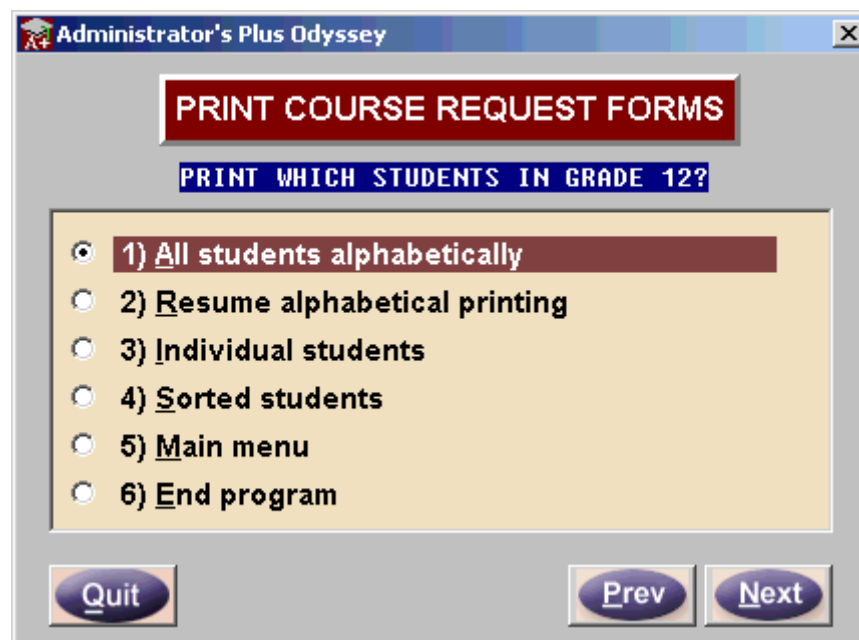 Administrator's Plus Odyssey
PRINT COURSE REQUEST FORMS
PRINT WHICH STUDENTS IN GRADE 12?
1) All students alphabetically
2) Resume alphabetical printing
3) Individual students
4) Sorted students
5) Main menu
6) End program
Quit Prev Next